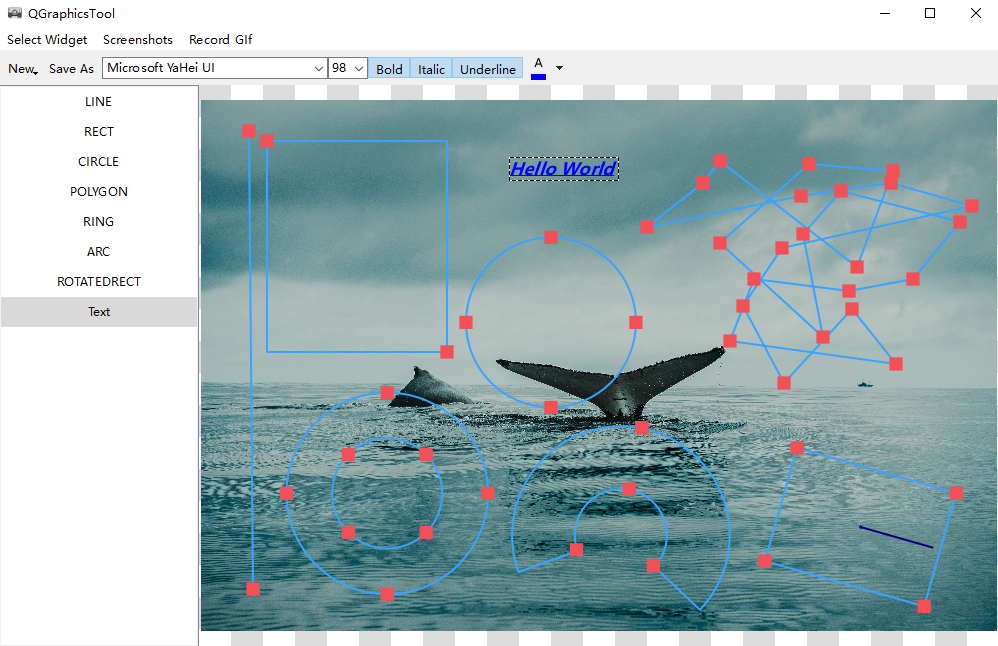 QGraphicsTool
Select Widget Screenshots Record GIf
New Save As Microsoft YaHei UI 98 Bold Italic Underline A
LINE
RECT
CIRCLE
POLYGON
RING
ARC
ROTATEDRECT
Text
Hello World